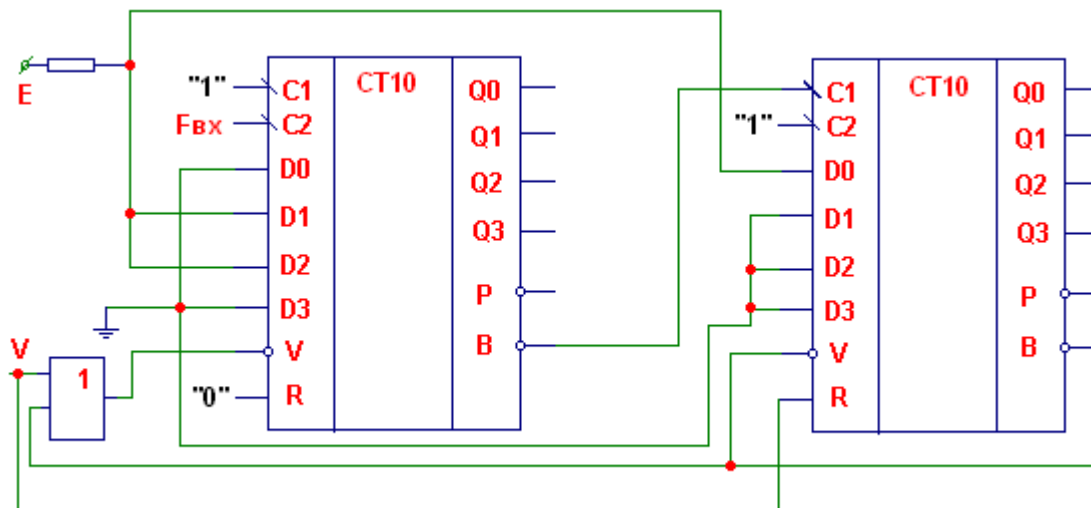 E
"1"
C1
CT10
Q0
Fвх
C2
Q1
D0
Q2
D1
Q3
D2
P
D3
B
V
R
"0"
V
1
C1
CT10
Q0
"1"
C2
Q1
D0
Q2
D1
Q3
D2
P
D3
B
V
R